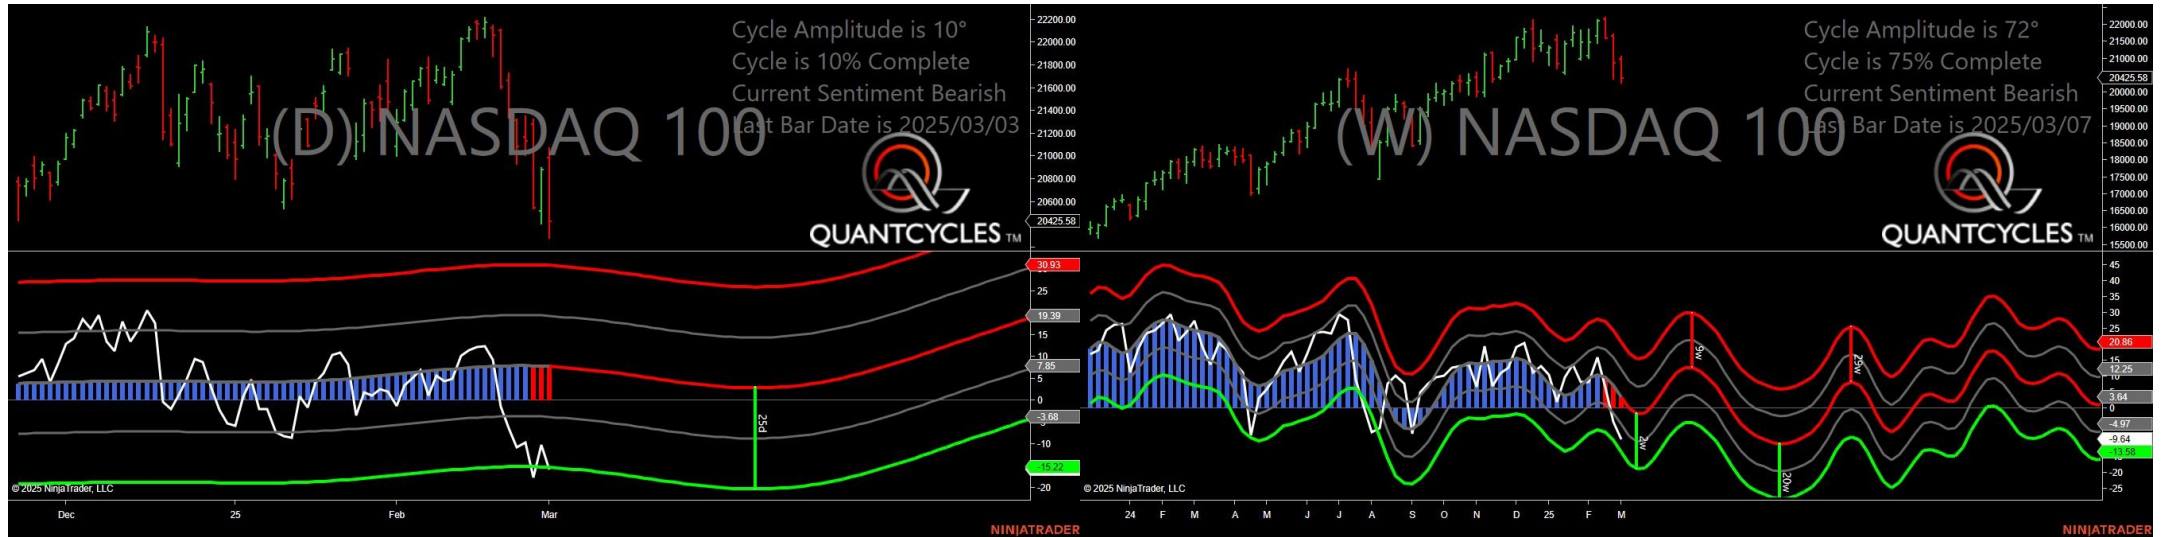 Cycle Amplitude is 10°
Cycle is 10% Complete
Current Sentiment Bearish
Last Bar Date is 2025/03/03
(D) NASDAQ 100
QUANTCYCLES TM
22200.00
22000.00
21800.00
21600.00
21400.00
21200.00
21000.00
20800.00
20600.00
20425.58
30.93
25
19.39
15
10
7.85
5
0
-3.68
-10
-15.22
-20
25d
© 2025 NinjaTrader, LLC
Dec
25
Feb
Mar
NINJATRADER
Cycle Amplitude is 72°
Cycle is 75% Complete
Current Sentiment Bearish
Last Bar Date is 2025/03/07
(W) NASDAQ 100
QUANTCYCLES TM
22000.00
21500.00
21000.00
20425.58
20000.00
19500.00
19000.00
18500.00
18000.00
17500.00
17000.00
16500.00
16000.00
15500.00
45
40
35
30
25
20.86
15
12.25
10
3.64
0
-4.97
-9.64
-13.58
-20
-25
9w
29w
2w
20w
© 2025 NinjaTrader, LLC
24
F
M
A
M
J
J
A
S
O
N
D
25
F
M
NINJATRADER